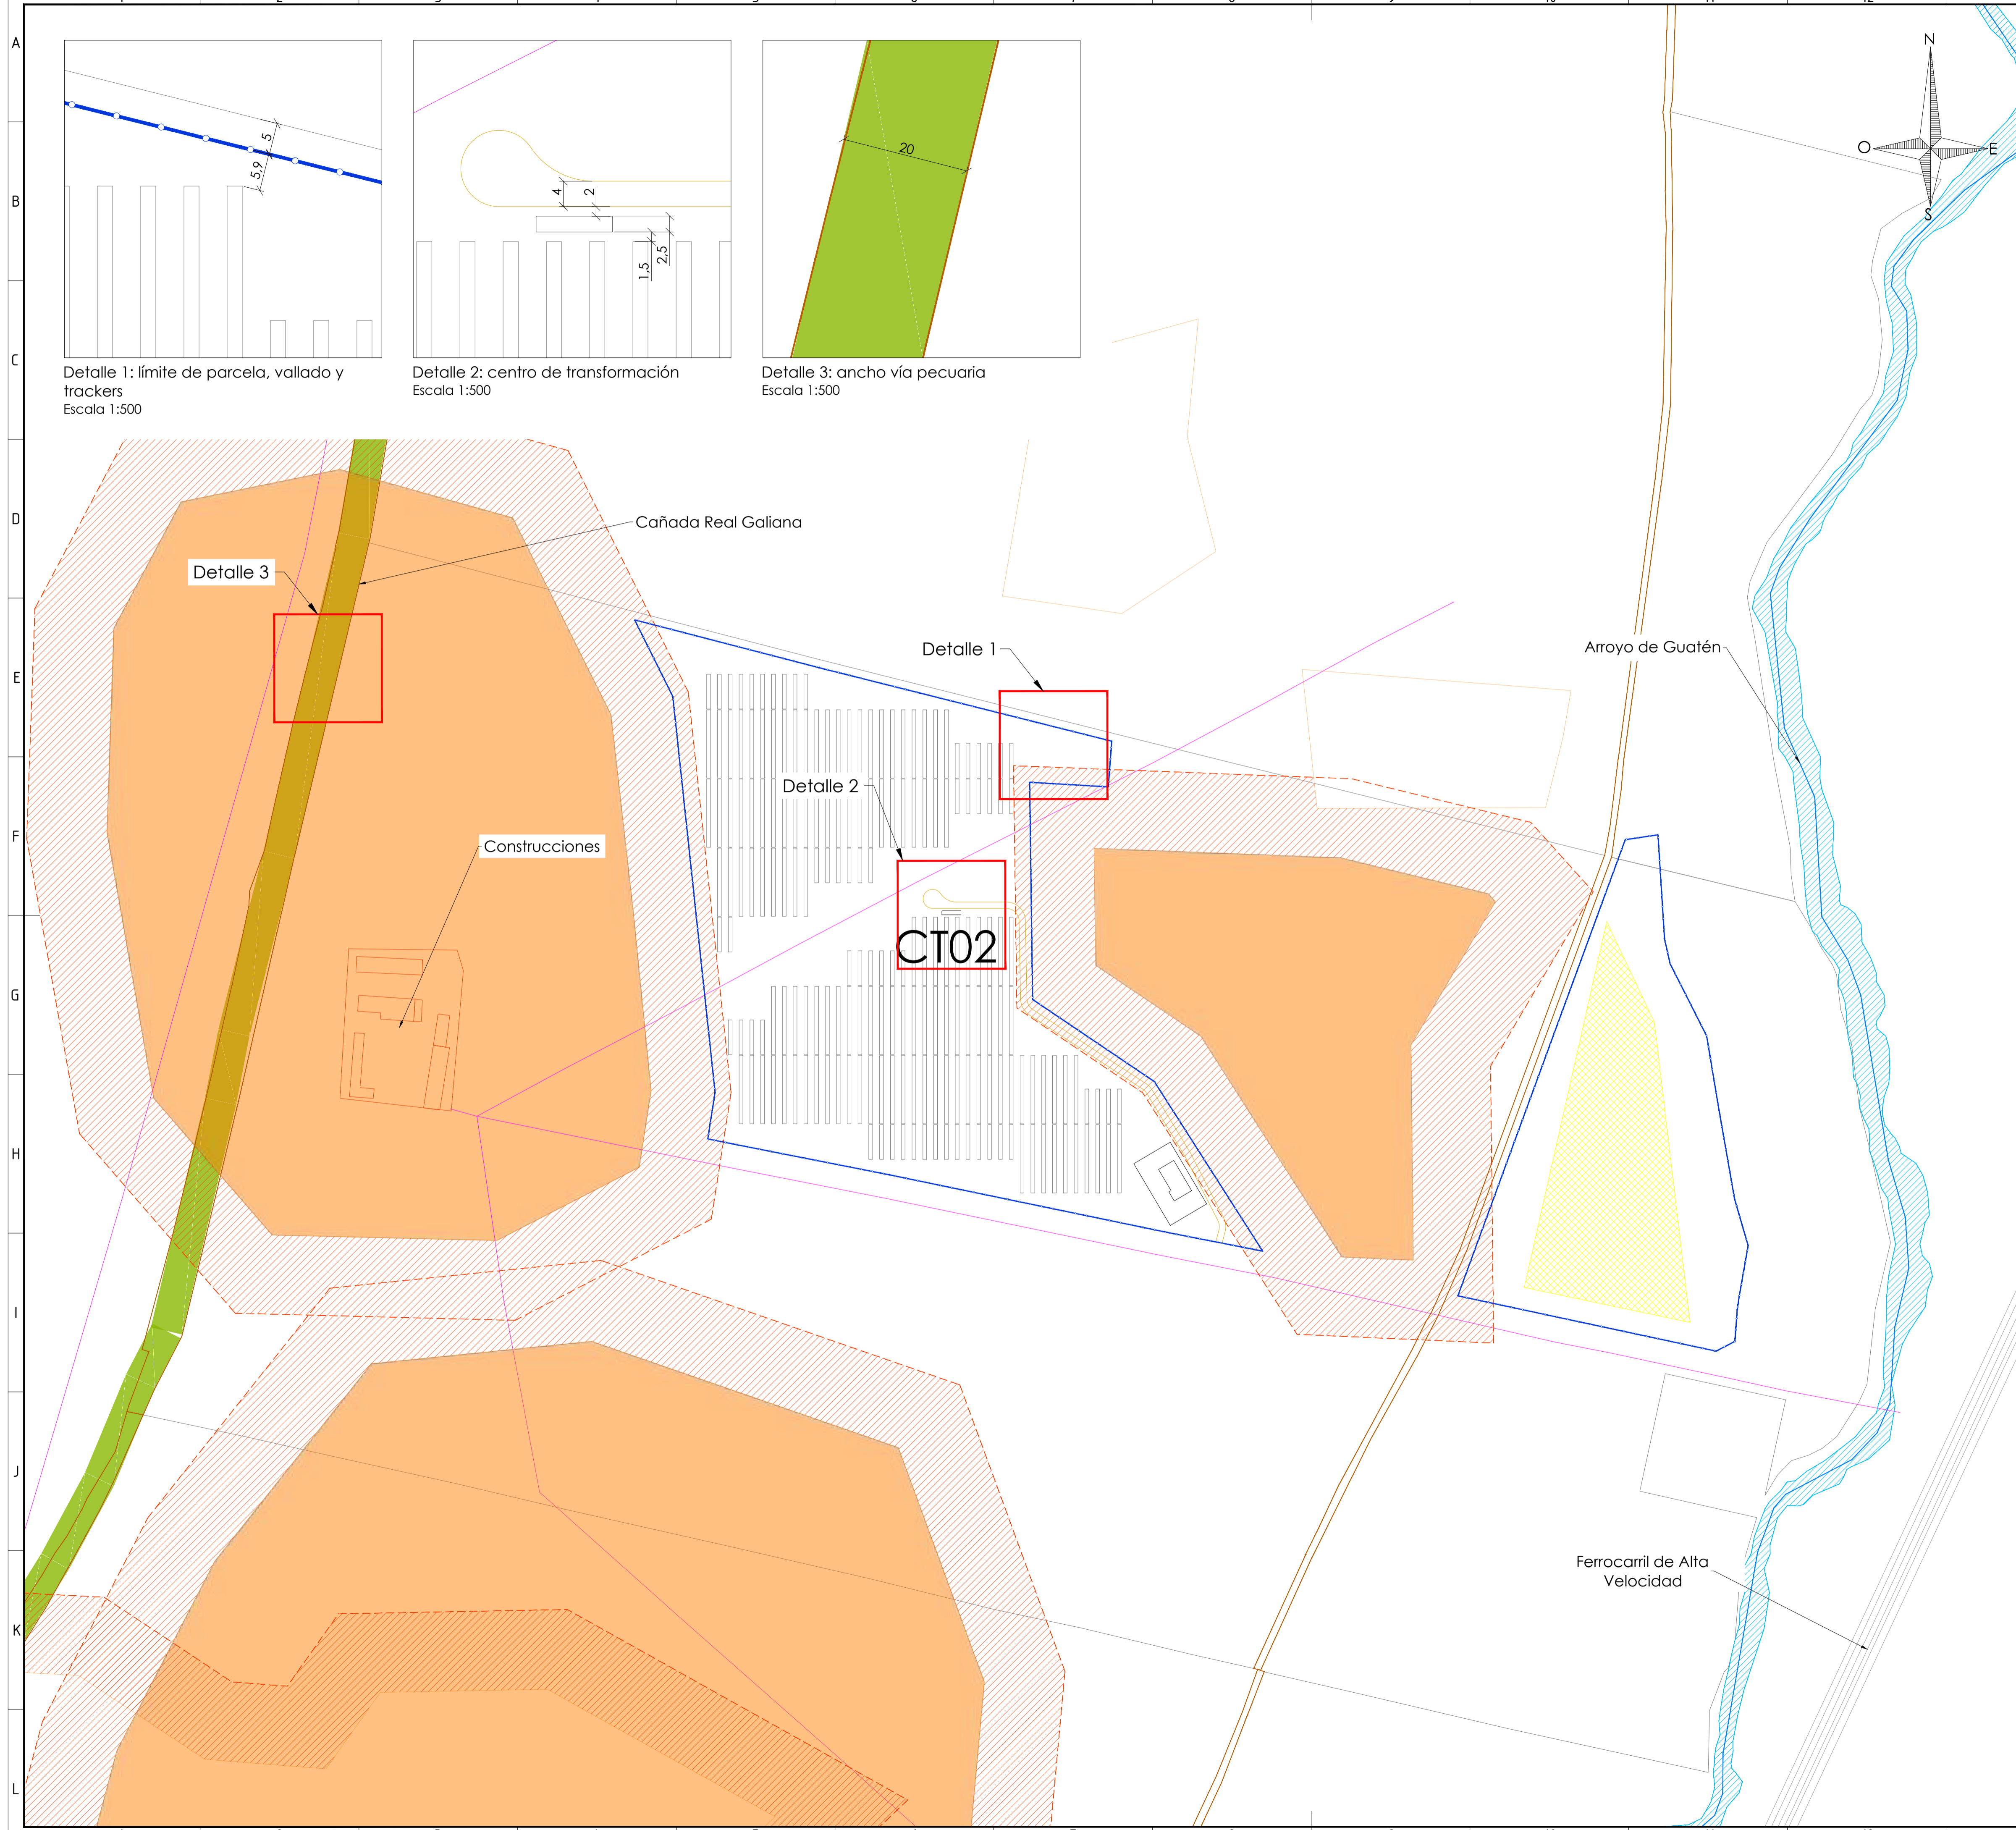 N
O
E
S
A
B
C
D
E
F
G
H
I
J
K
L
5
5,9
Detalle 1: límite de parcela, vallado y
trackers
Escala 1:500
4
2
1,5
2,5
Detalle 2: centro de transformación
Escala 1:500
20
Detalle 3: ancho vía pecuaria
Escala 1:500
Cañada Real Galiana
Detalle 3
Detalle 1
Arroyo de Guatén
Detalle 2
Construcciones
CT02
Ferrocarril de Alta
Velocidad